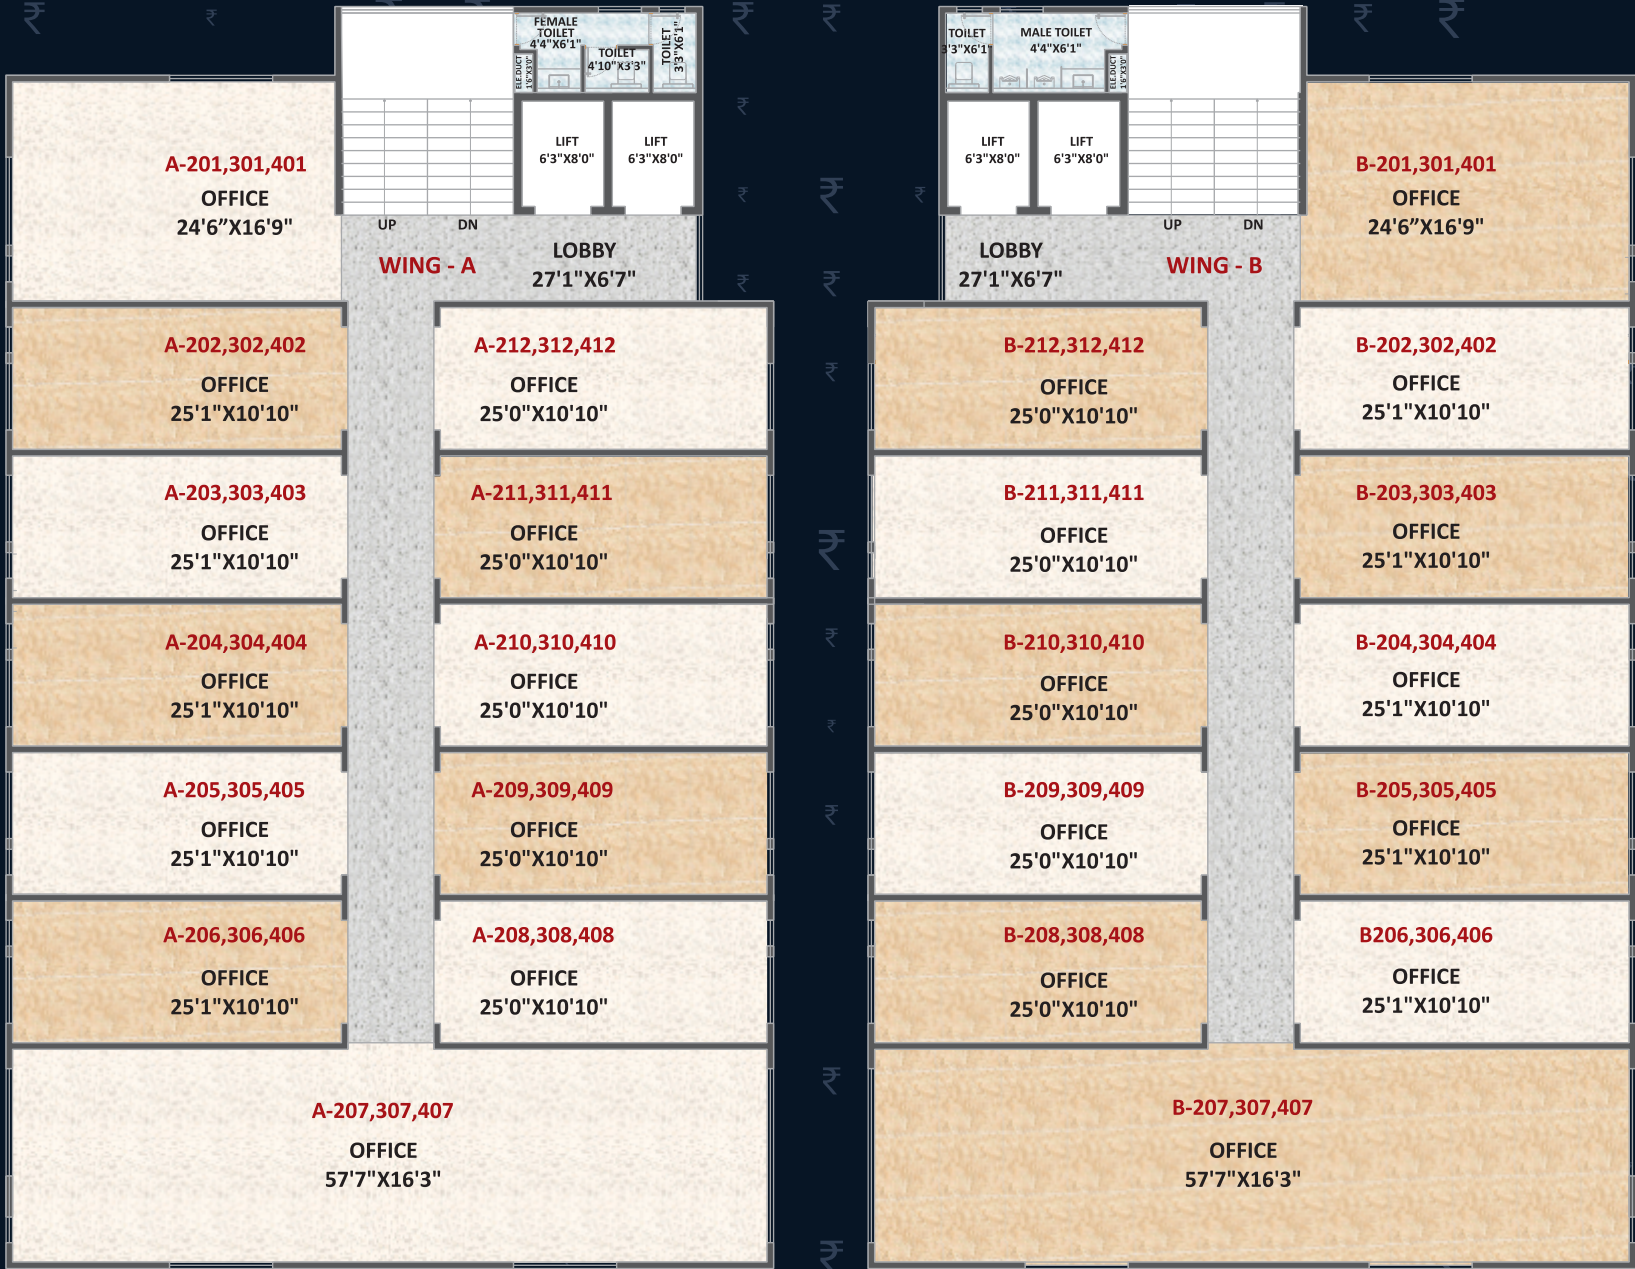 FEMALE
TOILET
4'4"X6'1"
TOILET
4'10"X3'3"
TOILET
3'3"X6'1"
ELE.DUCT
1'6"X3'0"
LIFT
6'3"X8'0"
LIFT
6'3"X8'0"
UP
DN
WING - A
LOBBY
27'1"X6'7"
A-201,301,401
OFFICE
24'6”X16'9"
A-202,302,402
OFFICE
25'1"X10'10"
A-203,303,403
OFFICE
25'1"X10'10"
A-204,304,404
OFFICE
25'1"X10'10"
A-205,305,405
OFFICE
25'1"X10'10"
A-206,306,406
OFFICE
25'1"X10'10"
A-212,312,412
OFFICE
25'0"X10'10"
A-211,311,411
OFFICE
25'0"X10'10"
A-210,310,410
OFFICE
25'0"X10'10"
A-209,309,409
OFFICE
25'0"X10'10"
A-208,308,408
OFFICE
25'0"X10'10"
A-207,307,407
OFFICE
57'7"X16'3"
TOILET
3'3"X6'1"
MALE TOILET
4'4"X6'1"
ELE.DUCT
1'6"X3'0"
LIFT
6'3"X8'0"
LIFT
6'3"X8'0"
UP
DN
LOBBY
27'1"X6'7"
WING - B
B-201,301,401
OFFICE
24'6”X16'9"
B-212,312,412
OFFICE
25'0"X10'10"
B-211,311,411
OFFICE
25'0"X10'10"
B-210,310,410
OFFICE
25'0"X10'10"
B-209,309,409
OFFICE
25'0"X10'10"
B-208,308,408
OFFICE
25'0"X10'10"
B-202,302,402
OFFICE
25'1"X10'10"
B-203,303,403
OFFICE
25'1"X10'10"
B-204,304,404
OFFICE
25'1"X10'10"
B-205,305,405
OFFICE
25'1"X10'10"
B206,306,406
OFFICE
25'1"X10'10"
B-207,307,407
OFFICE
57'7"X16'3"